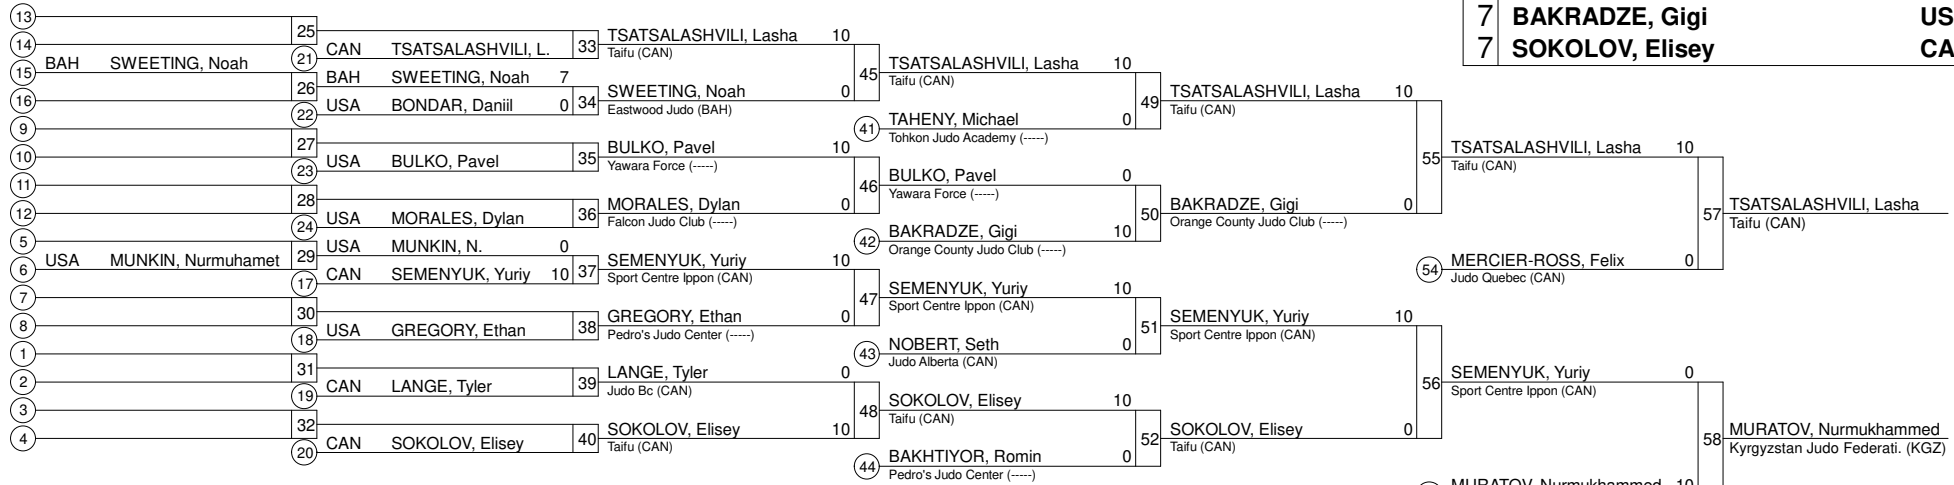 7 BAKRADZE, Gigi US
7 SOKOLOV, Elisey CA
13
14
15 BAH SWEETING, Noah
16
9
10
11
12
5
6 USA MUNKIN, Nurmuhamet
7
8
1
2
3
4
25
21 CAN TSATSALASHVILI, L.
BAH SWEETING, Noah 7
26
22 USA BONDAR, Daniil 0
27
23 USA BULKO, Pavel
28
24 USA MORALES, Dylan
USA MUNKIN, N. 0
29
17 CAN SEMENYUK, Yuriy 10
30
18 USA GREGORY, Ethan
31
19 CAN LANGE, Tyler
32
20 CAN SOKOLOV, Elisey
33 TSATSALASHVILI, Lasha 10
Taifu (CAN)
34 SWEETING, Noah 0
Eastwood Judo (BAH)
35 BULKO, Pavel 10
Yawara Force (-----)
36 MORALES, Dylan 0
Falcon Judo Club (-----)
37 SEMENYUK, Yuriy 10
Sport Centre Ippon (CAN)
38 GREGORY, Ethan 0
Pedro's Judo Center (-----)
39 LANGE, Tyler 0
Judo Bc (CAN)
40 SOKOLOV, Elisey 10
Taifu (CAN)
45 TSATSALASHVILI, Lasha 10
Taifu (CAN)
41 TAHENY, Michael 0
Tohkon Judo Academy (-----)
46 BULKO, Pavel 0
Yawara Force (-----)
42 BAKRADZE, Gigi 10
Orange County Judo Club (-----)
47 SEMENYUK, Yuriy 10
Sport Centre Ippon (CAN)
43 NOBERT, Seth 0
Judo Alberta (CAN)
48 SOKOLOV, Elisey 10
Taifu (CAN)
44 BAKHTIYOR, Romin 0
Pedro's Judo Center (-----)
49 TSATSALASHVILI, Lasha 10
Taifu (CAN)
50 BAKRADZE, Gigi 0
Orange County Judo Club (-----)
51 SEMENYUK, Yuriy 10
Sport Centre Ippon (CAN)
52 SOKOLOV, Elisey 0
Taifu (CAN)
55 TSATSALASHVILI, Lasha 10
Taifu (CAN)
54 MERCIER-ROSS, Felix 0
Judo Quebec (CAN)
56 SEMENYUK, Yuriy 0
Sport Centre Ippon (CAN)
MURATOV, Nurmukhammed 10
57 TSATSALASHVILI, Lasha
Taifu (CAN)
58 MURATOV, Nurmukhammed
Kyrgyzstan Judo Federati. (KGZ)